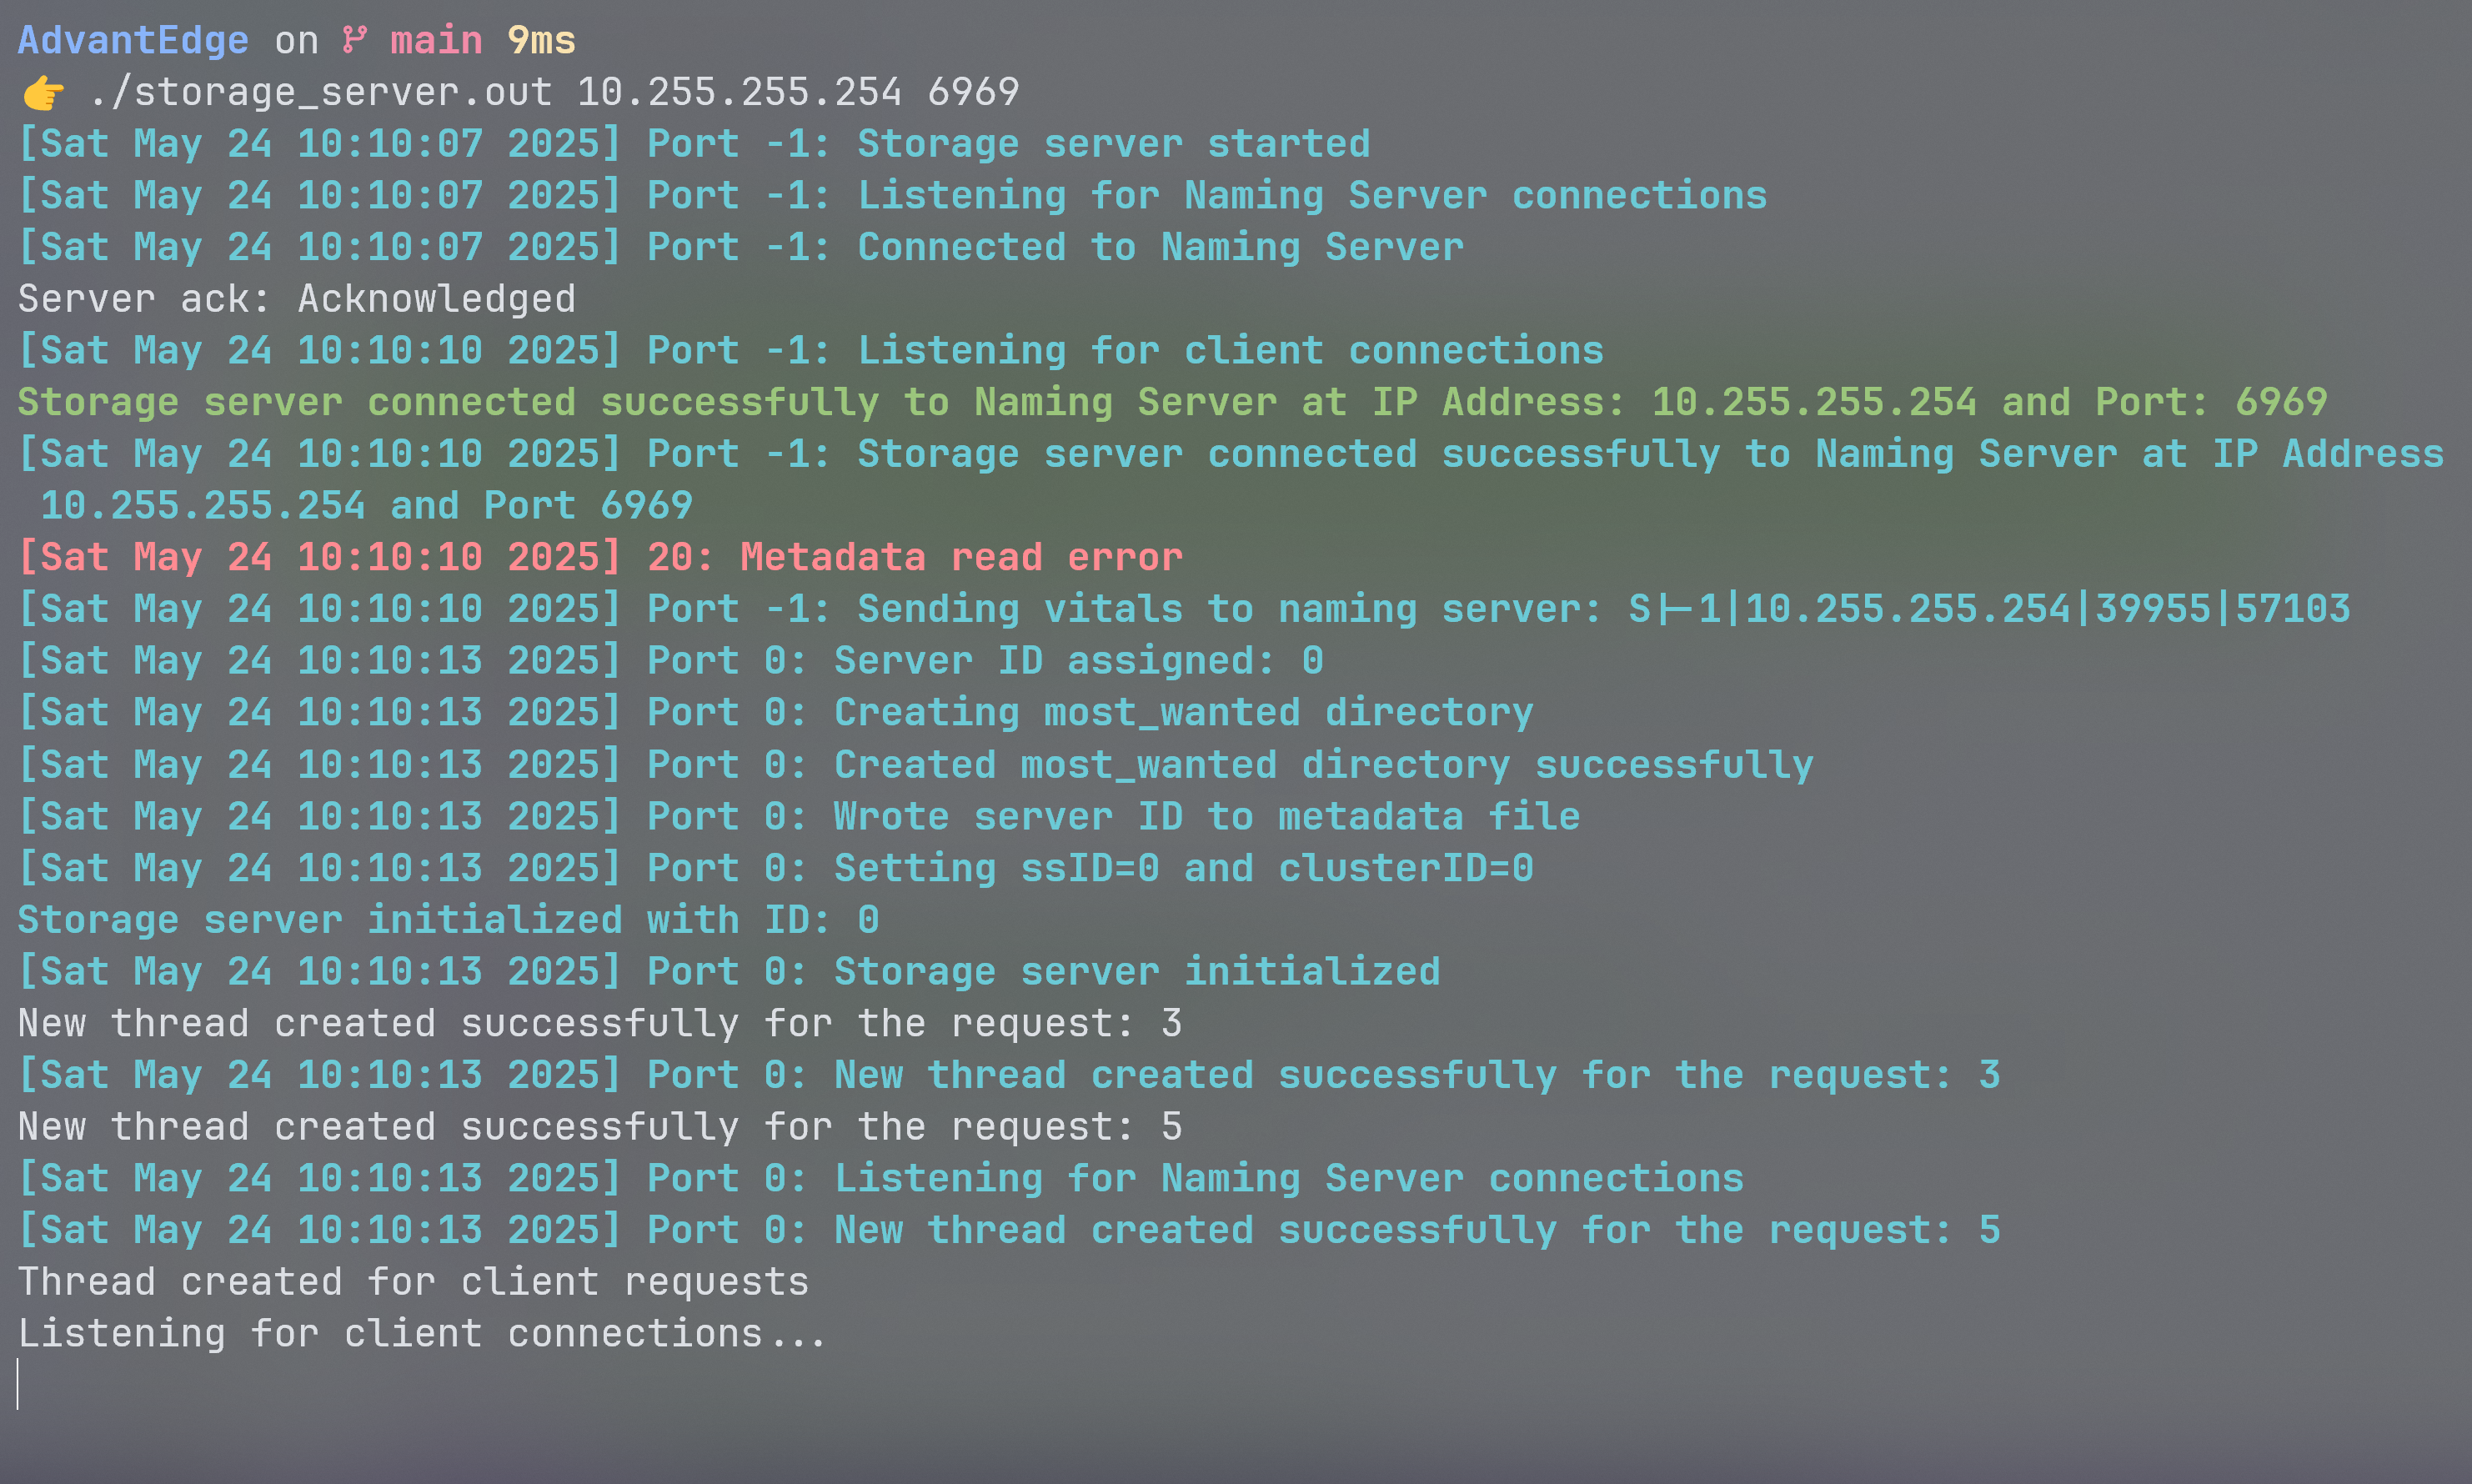 AdvantEdge on main 9ms
👉 ./storage_server.out 10.255.255.254 6969
[Sat May 24 10:10:07 2025] Port -1: Storage server started
[Sat May 24 10:10:07 2025] Port -1: Listening for Naming Server connections
[Sat May 24 10:10:07 2025] Port -1: Connected to Naming Server
Server ack: Acknowledged
[Sat May 24 10:10:10 2025] Port -1: Listening for client connections
Storage server connected successfully to Naming Server at IP Address: 10.255.255.254 and Port: 6969
[Sat May 24 10:10:10 2025] Port -1: Storage server connected successfully to Naming Server at IP Address
 10.255.255.254 and Port 6969
[Sat May 24 10:10:10 2025] 20: Metadata read error
[Sat May 24 10:10:10 2025] Port -1: Sending vitals to naming server: S|-1|10.255.255.254|39955|57103
[Sat May 24 10:10:13 2025] Port 0: Server ID assigned: 0
[Sat May 24 10:10:13 2025] Port 0: Creating most_wanted directory
[Sat May 24 10:10:13 2025] Port 0: Created most_wanted directory successfully
[Sat May 24 10:10:13 2025] Port 0: Wrote server ID to metadata file
[Sat May 24 10:10:13 2025] Port 0: Setting ssID=0 and clusterID=0
Storage server initialized with ID: 0
[Sat May 24 10:10:13 2025] Port 0: Storage server initialized
New thread created successfully for the request: 3
[Sat May 24 10:10:13 2025] Port 0: New thread created successfully for the request: 3
New thread created successfully for the request: 5
[Sat May 24 10:10:13 2025] Port 0: Listening for Naming Server connections
[Sat May 24 10:10:13 2025] Port 0: New thread created successfully for the request: 5
Thread created for client requests
Listening for client connections...